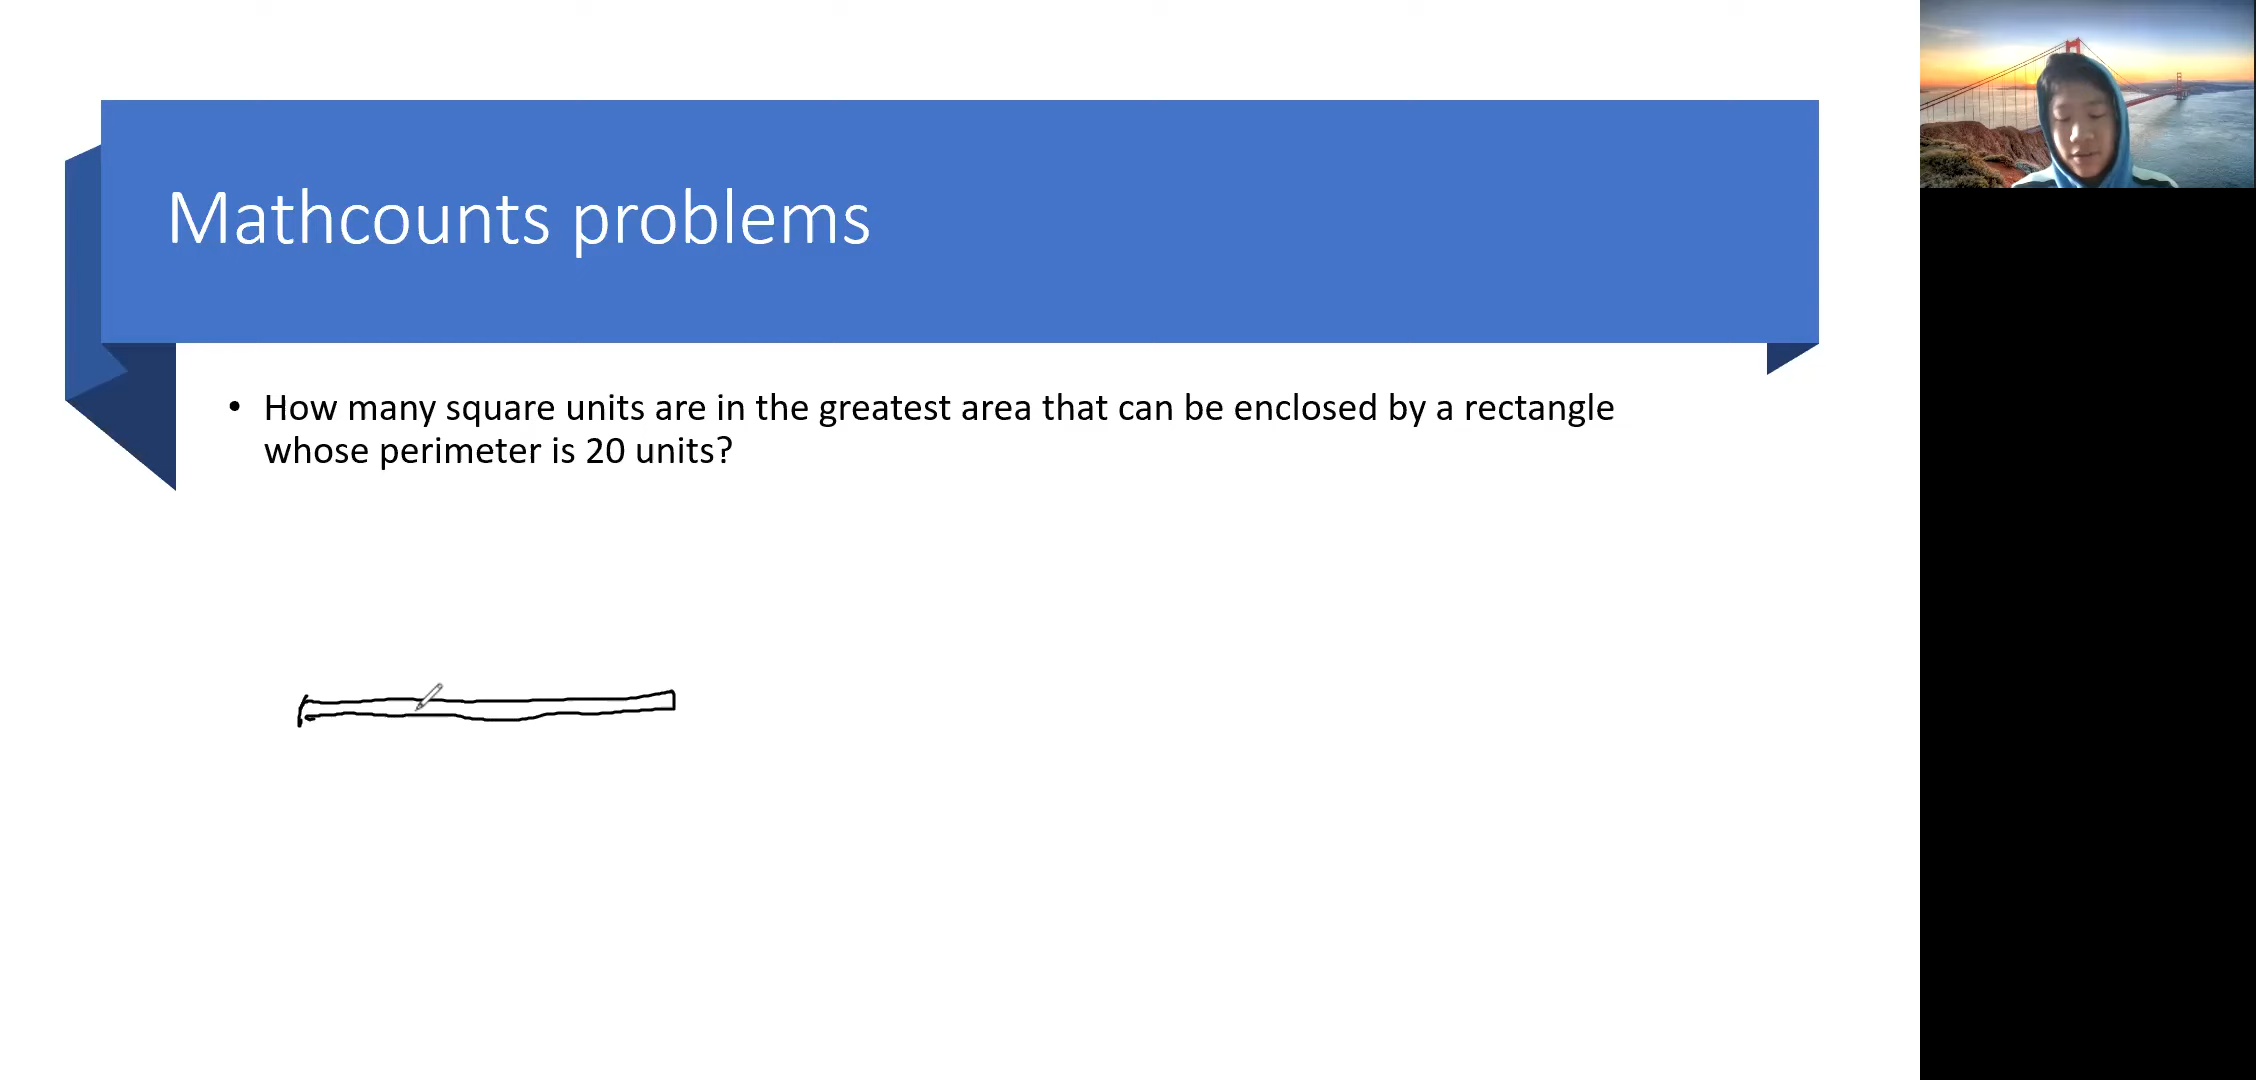 Mathcounts problems
• How many square units are in the greatest area that can be enclosed by a rectangle
whose perimeter is 20 units?